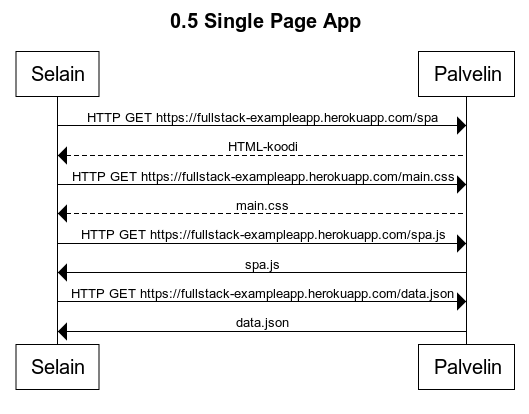 0.5 Single Page App
Selain Palvelin
HTTP GET https://fullstack-exampleapp.herokuapp.com/spa
HTML-koodi
HTTP GET https://fullstack-exampleapp.herokuapp.com/main.css
main.css
HTTP GET https://fullstack-exampleapp.herokuapp.com/spa.js
spa.js
HTTP GET https://fullstack-exampleapp.herokuapp.com/data.json
data.json
Selain Palvelin